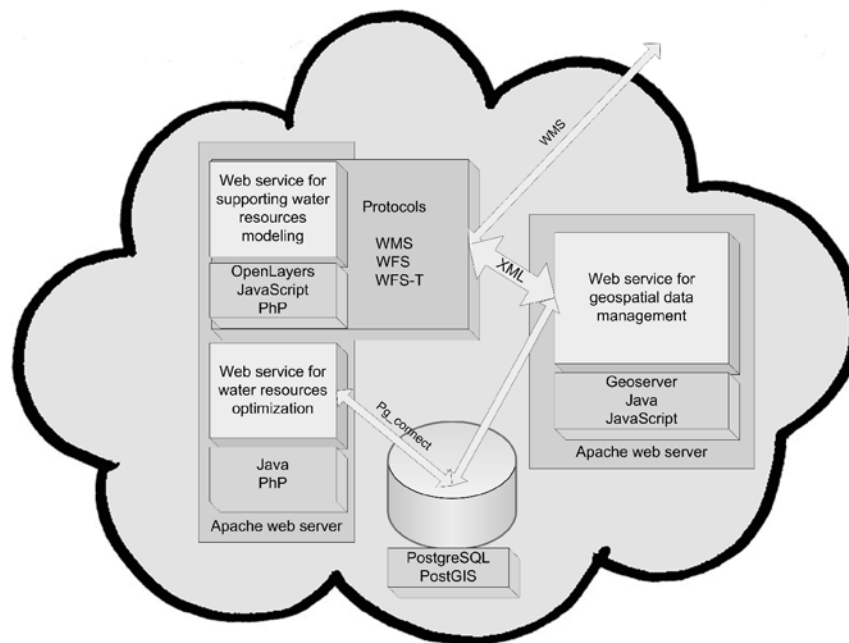 WMS
Web service for
supporting water
resources
modeling
OpenLayers
JavaScript
PhP
Protocols
WMS
WFS
WFS-T
XML
Web service for
geospatial data
management
Geoserver
Java
JavaScript
Apache web server
Web service for
water resources
optimization
Java
PhP
Apache web server
Pg_connect
PostgreSQL
PostGIS